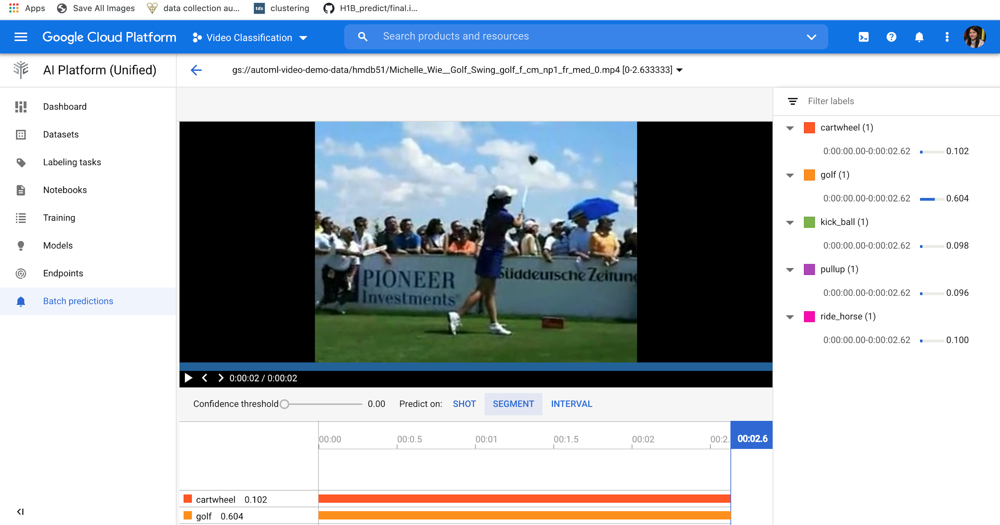 Apps Save All Images data collection au... tds clustering H1B_predict/final.i...
Google Cloud Platform Video Classification Search products and resources
AI Platform (Unified) gs://automl-video-demo-data/hmdb51/Michelle_Wie__Golf_Swing_golf_f_cm_np1_fr_med_0.mp4 [0-2.633333]
Dashboard
Datasets
Labeling tasks
Notebooks
Training
Models
Endpoints
Batch predictions
PIONEER
Investments
Süddeutsche Zeitung
0:00:02 / 0:00:02
Confidence threshold 0.00 Predict on: SHOT SEGMENT INTERVAL
00:00 00:0.5 00:01 00:1.5 00:02 00:2. 00:02.6
cartwheel 0.102
golf 0.604
Filter labels
cartwheel (1)
0:00:00.00-0:00:02.62 0.102
golf (1)
0:00:00.00-0:00:02.62 0.604
kick_ball (1)
0:00:00.00-0:00:02.62 0.098
pullup (1)
0:00:00.00-0:00:02.62 0.096
ride_horse (1)
0:00:00.00-0:00:02.62 0.100